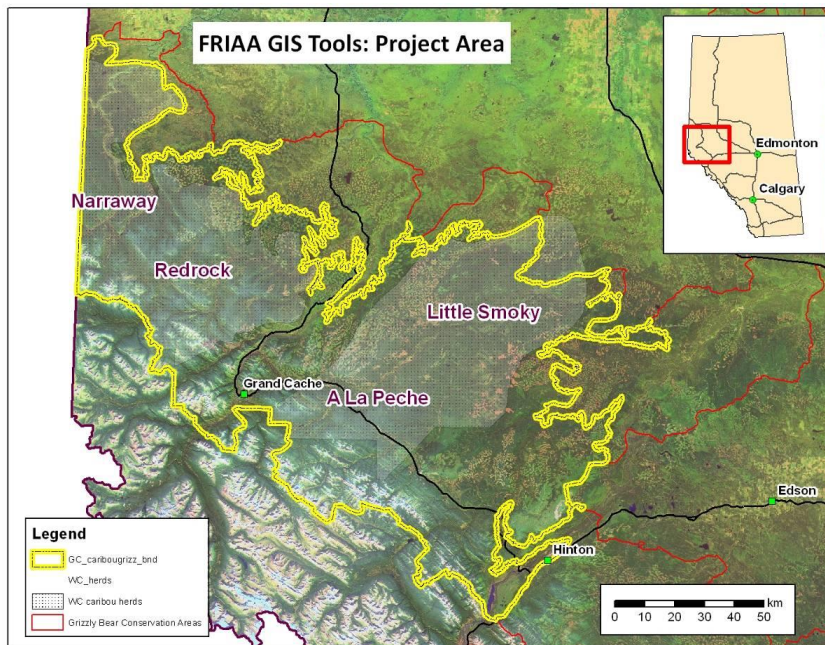 FRIAA GIS Tools: Project Area
Edmonton
Calgary
Narraway
Redrock
Little Smoky
Grand Cache
A La Peche
Edson
Hinton
Legend
GC_caribougrizz_bnd
WC_herds
WC caribou herds
Grizzly Bear Conservation Areas
km
0 10 20 30 40 50